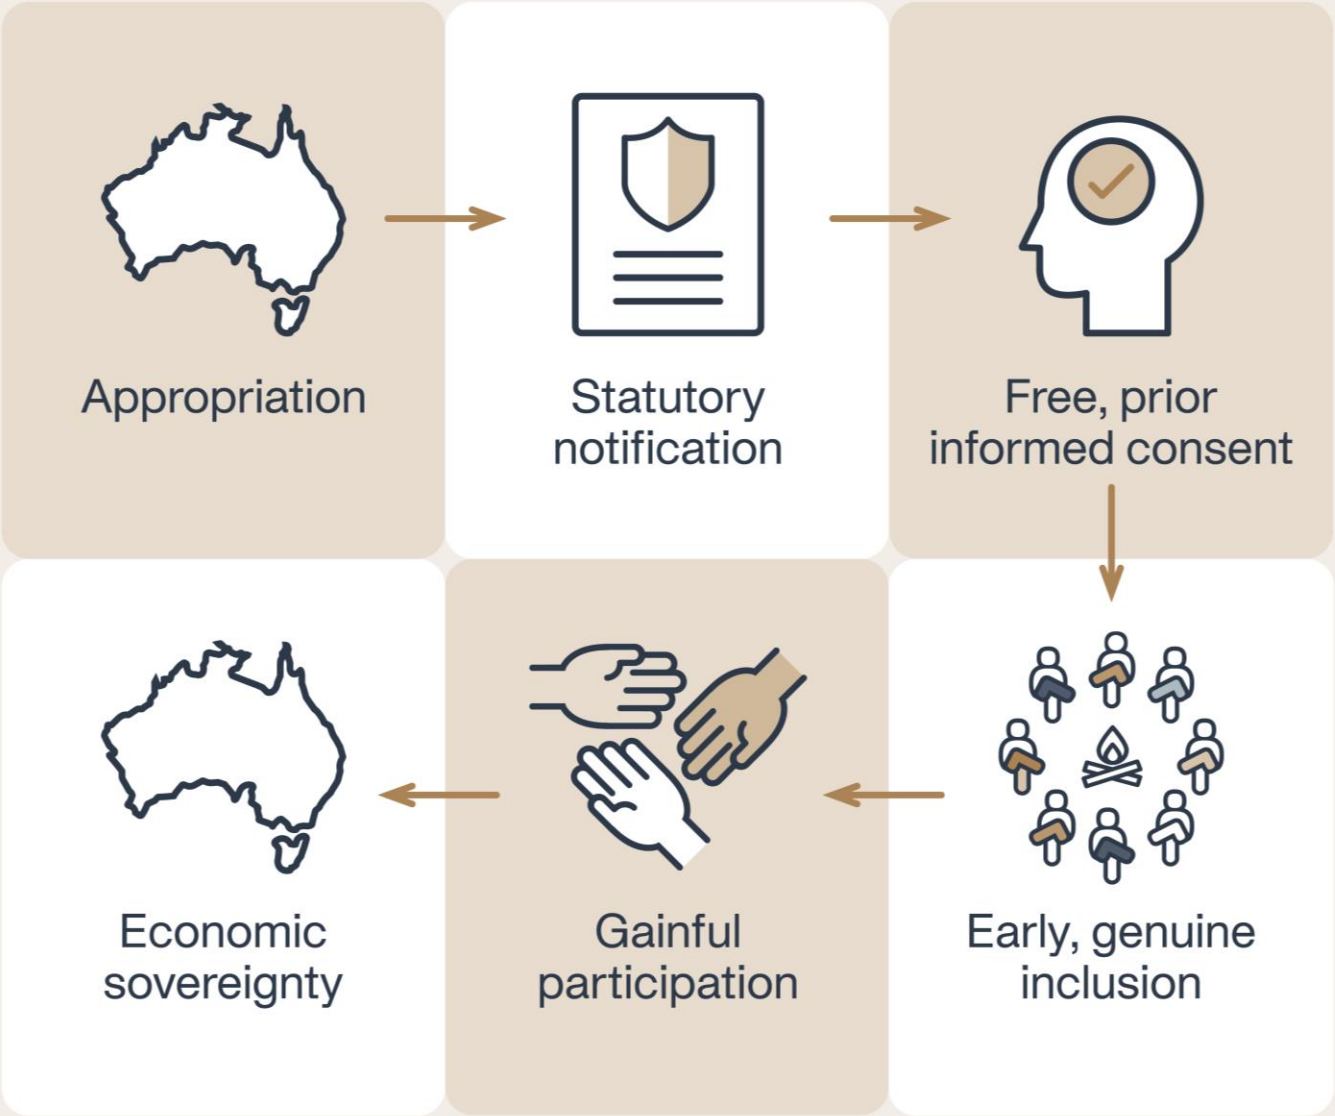 Appropriation
Statutory
notification
Free, prior
informed consent
Economic
sovereignty
Gainful
participation
Early, genuine
inclusion